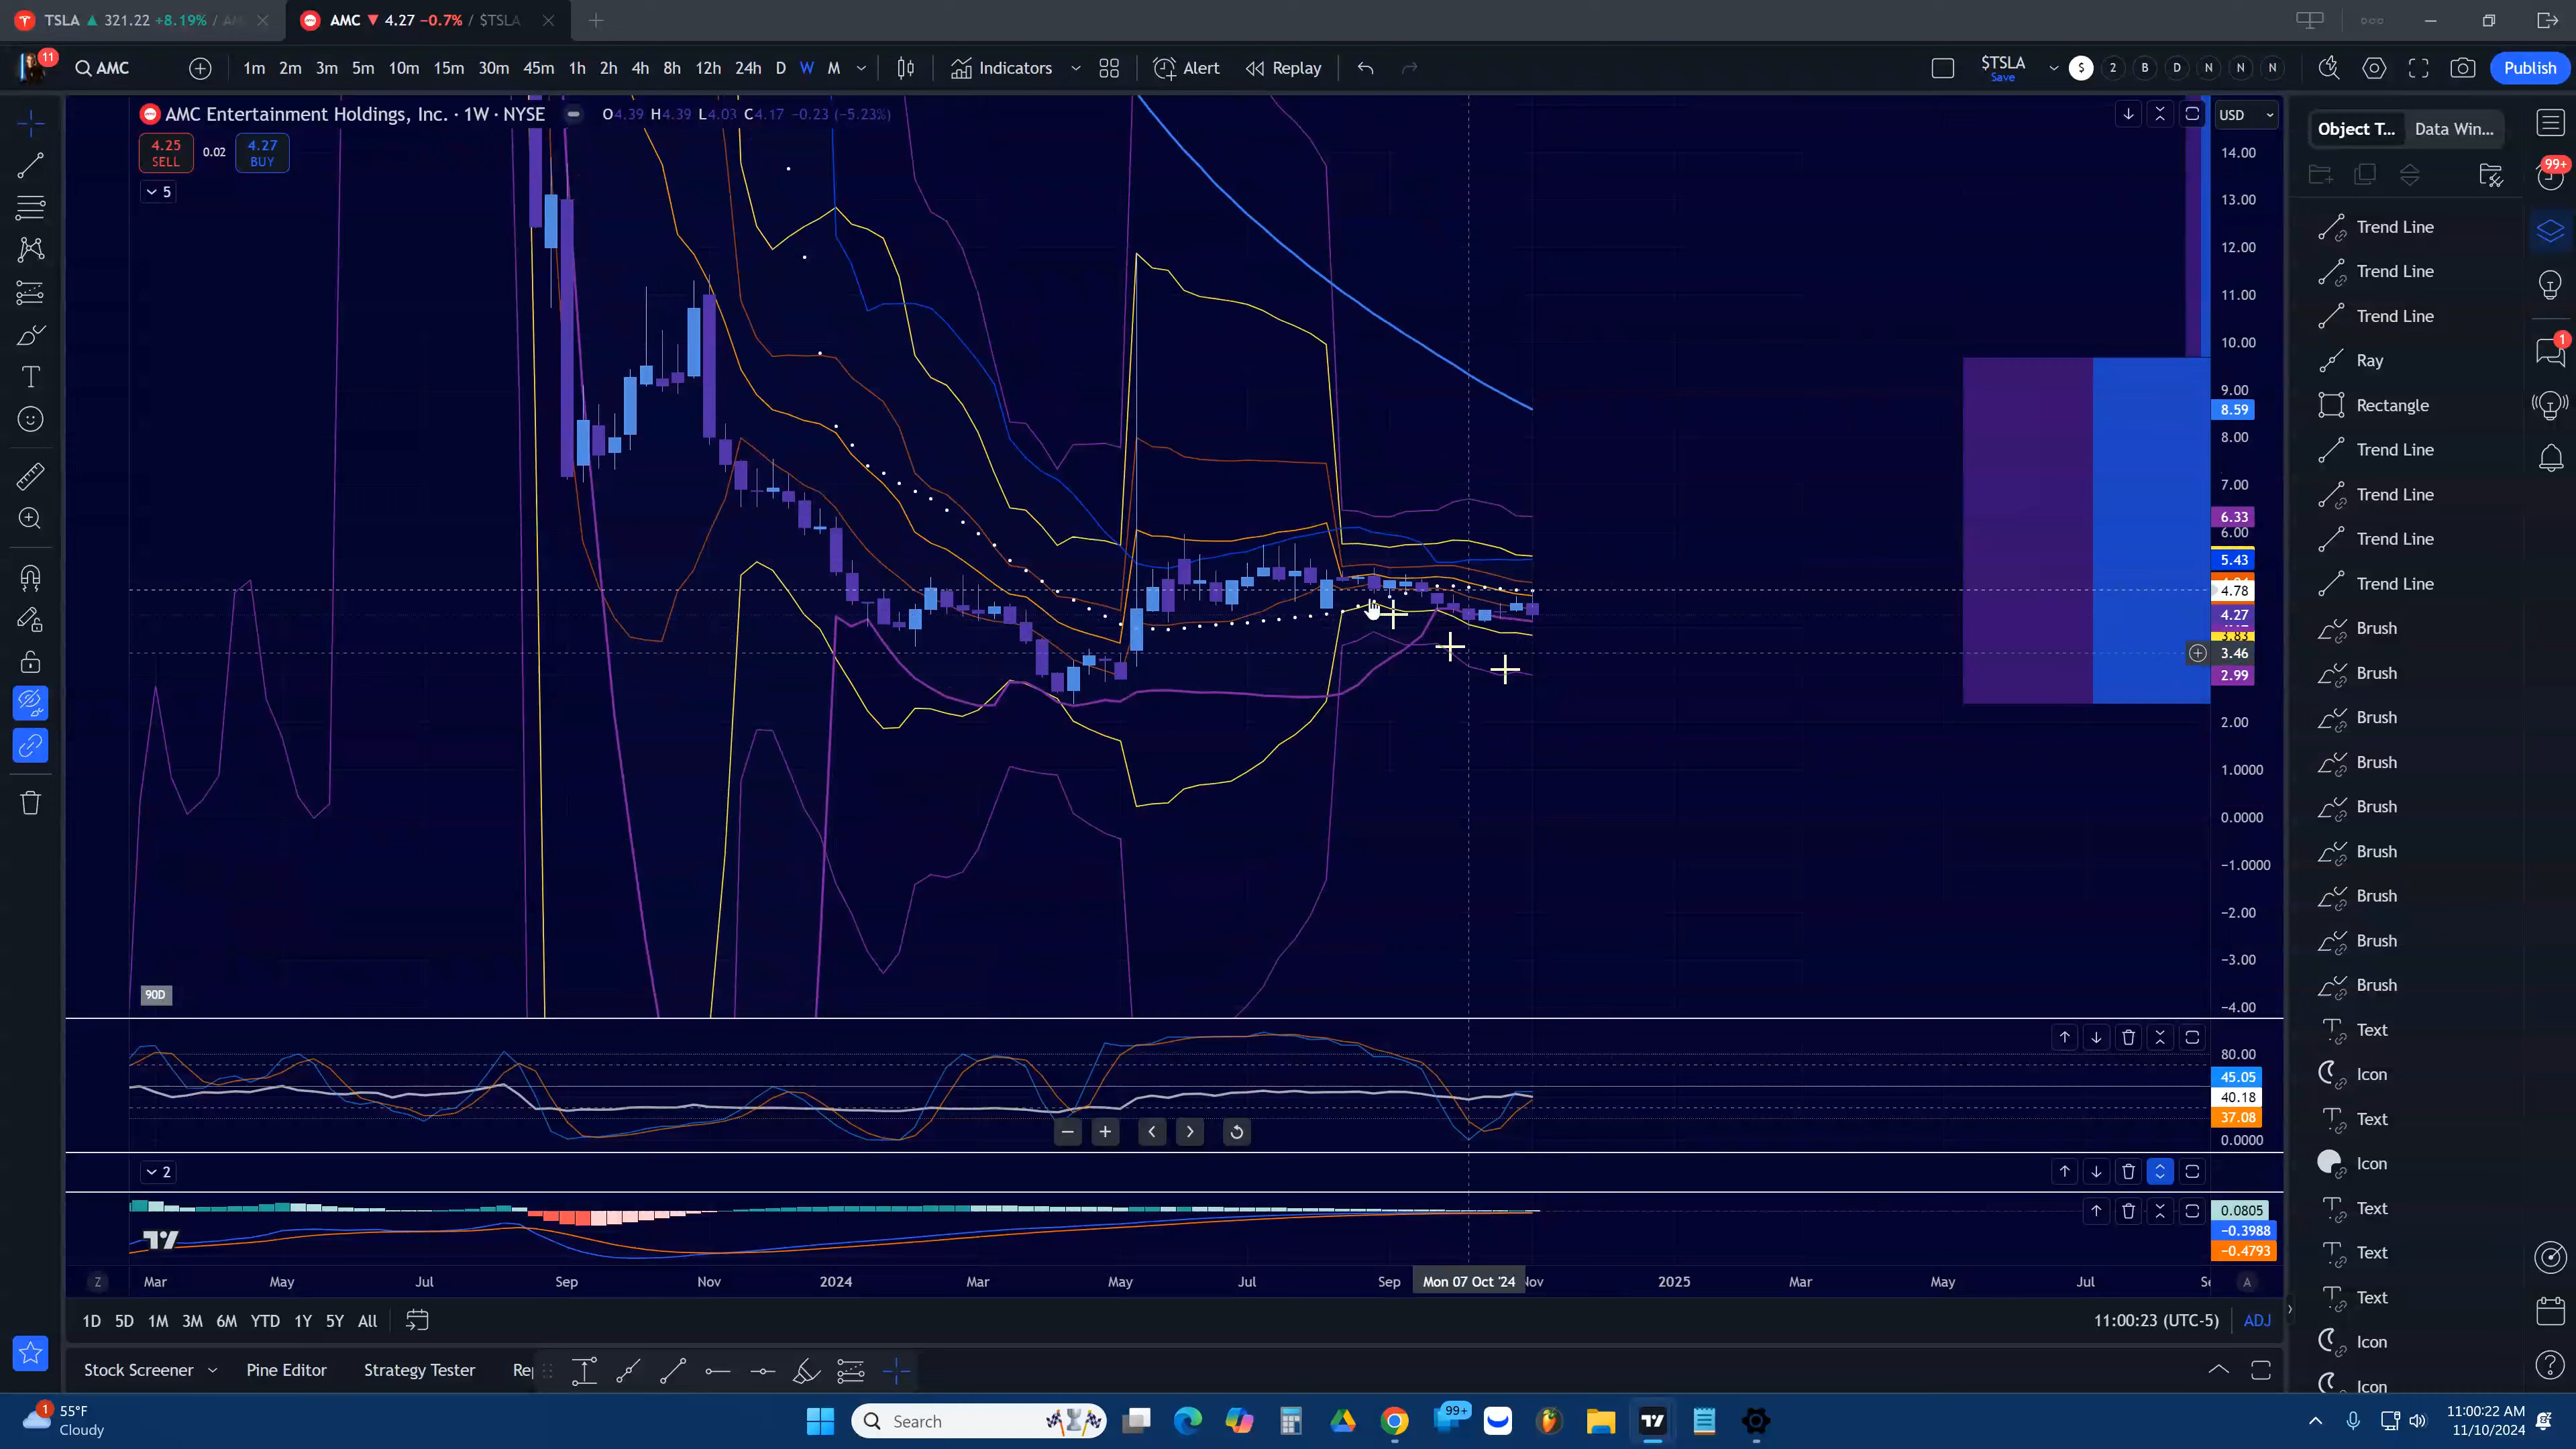 TSLA ▲ 321.22 +8.19% / AM
AMC ▼ 4.27 −0.7% / $TSLA
11
AMC
1m 2m 3m 5m 10m 15m 30m 45m 1h 2h 4h 8h 12h 24h D W M
Indicators
Alert
Replay
$TSLA
Save
$ 2 B D N N N
Publish
AMC Entertainment Holdings, Inc. · 1W · NYSE
O4.39 H4.39 L4.03 C4.17 −0.23 (−5.23%)
USD
4.25
SELL
0.02
4.27
BUY
5
14.00
13.00
12.00
11.00
10.00
9.00
8.59
8.00
7.00
6.33
6.00
5.43
4.78
4.27
3.83
3.46
2.99
2.00
1.0000
0.0000
−1.0000
−2.00
−3.00
−4.00
90D
80.00
45.05
40.18
37.08
0.0000
2
0.0805
−0.3988
−0.4793
Z
Mar May Jul Sep Nov 2024 Mar May Jul Sep Mon 07 Oct '24 Nov 2025 Mar May Jul Se
A
1D 5D 1M 3M 6M YTD 1Y 5Y All
11:00:23 (UTC-5)
ADJ
Stock Screener
Pine Editor
Strategy Tester
Re
Object T...
Data Win...
99+
1
Trend Line
Trend Line
Trend Line
Ray
Rectangle
Trend Line
Trend Line
Trend Line
Trend Line
Brush
Brush
Brush
Brush
Brush
Brush
Brush
Brush
Brush
Text
Icon
Text
Icon
Text
Text
Text
Icon
Icon
1
55°F
Cloudy
Search
99+
11:00:22 AM
11/10/2024